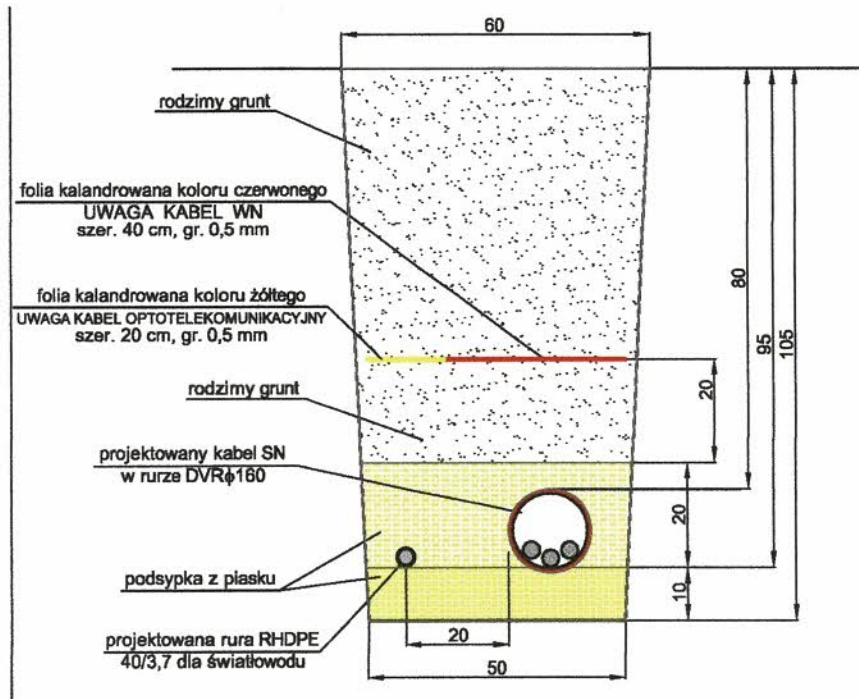 60
rodzimy grunt
folia kalandrowana koloru czerwonego
UWAGA KABEL WN
szer. 40 cm, gr. 0,5 mm
folia kalandrowana koloru żółtego
UWAGA KABEL OPTOTELEKOMUNIKACYJNY
szer. 20 cm, gr. 0,5 mm
rodzimy grunt
projektowany kabel SN
w rurze DVRϕ160
podsypka z piasku
projektowana rura RHDPE
40/3,7 dla światłowodu
80
95
105
20
20
10
20
50